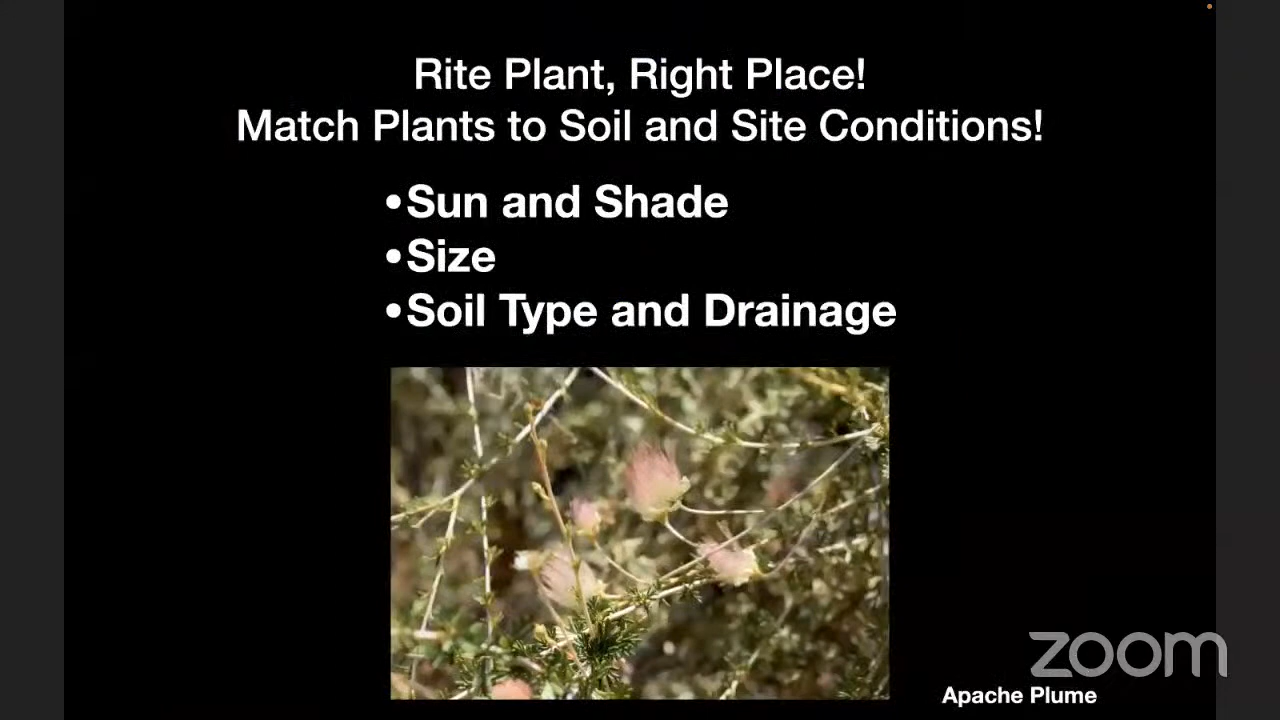 Rite Plant, Right Place!
Match Plants to Soil and Site Conditions!
•Sun and Shade
•Size
•Soil Type and Drainage
zoom
Apache Plume